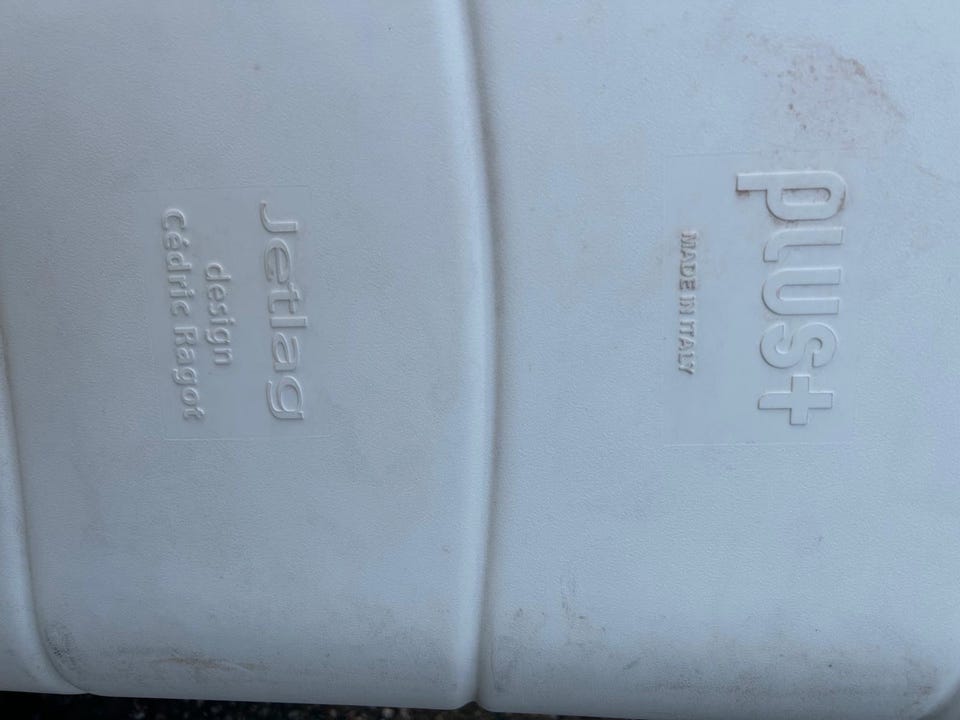 plus+
MADE IN ITALY
Jetlag
design
Cédric Ragot